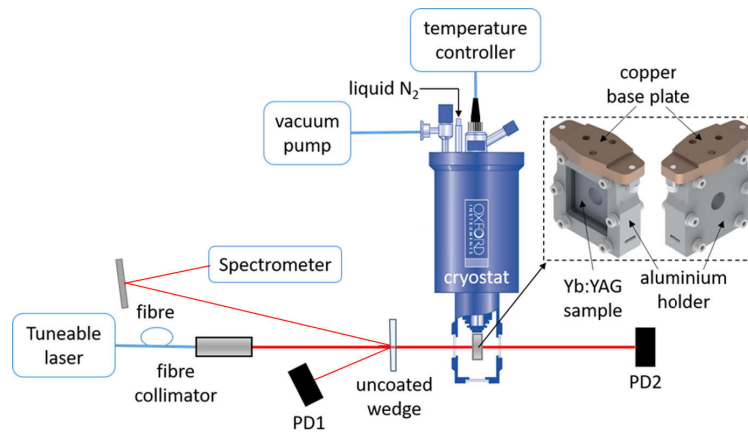 temperature
controller
liquid N₂
vacuum
pump
copper
base plate
OXFORD
INSTRUMENTS
cryostat
Yb:YAG
sample
aluminium
holder
Spectrometer
fibre
Tuneable
laser
fibre
collimator
PD1
uncoated
wedge
PD2